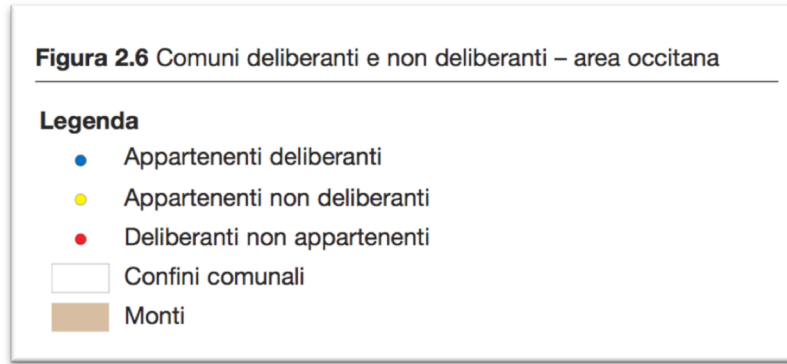 Figura 2.6 Comuni deliberanti e non deliberanti – area occitana
Legenda
Appartenenti deliberanti
Appartenenti non deliberanti
Deliberanti non appartenenti
Confini comunali
Monti